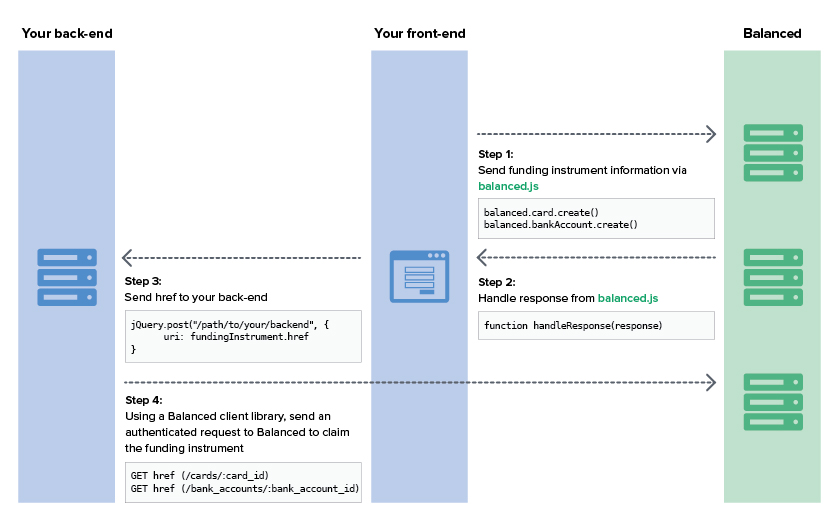 Your back-end
Your front-end
Balanced
Step 1:
Send funding instrument information via
balanced.js
balanced.card.create()
balanced.bankAccount.create()
Step 2:
Handle response from balanced.js
function handleResponse(response)
Step 3:
Send href to your back-end
jQuery.post("/path/to/your/backend", {
uri: fundingInstrument.href
}
Step 4:
Using a Balanced client library, send an
authenticated request to Balanced to claim
the funding instrument
GET href (/cards/:card_id)
GET href (/bank_accounts/:bank_account_id)